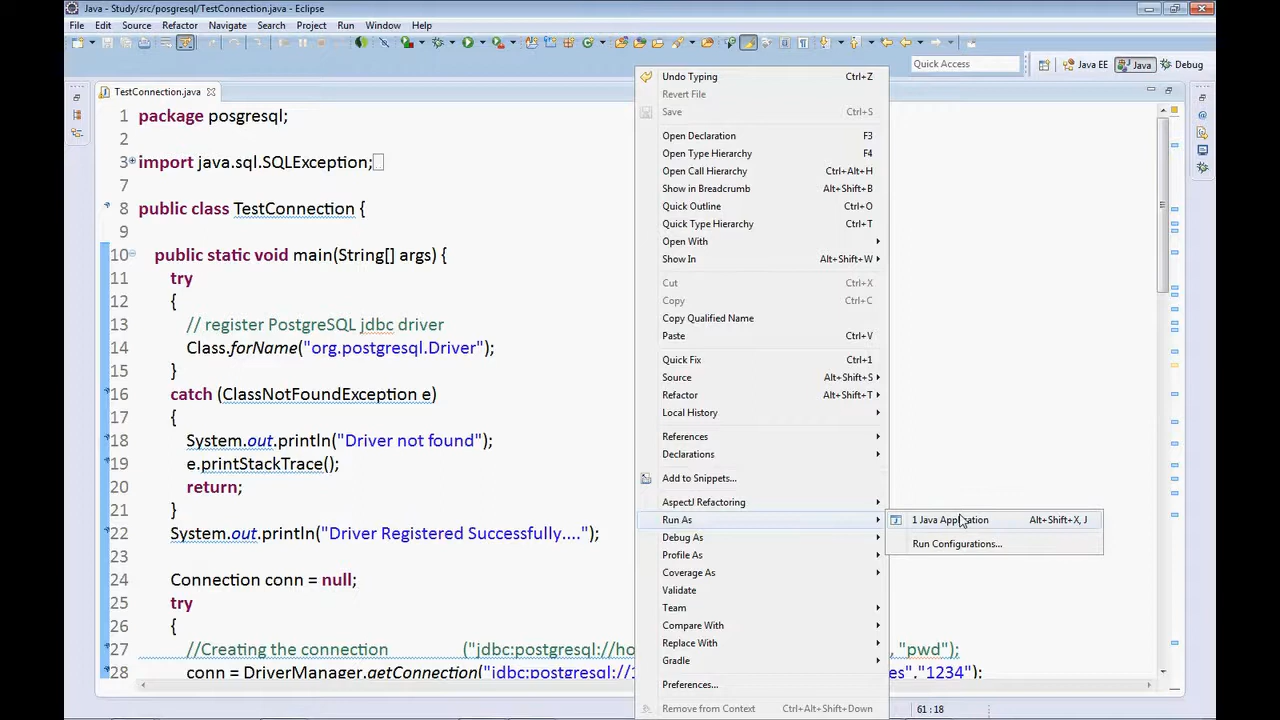 Java - Study/src/posgresql/TestConnection.java - Eclipse
File Edit Source Refactor Navigate Search Project Run Window Help
Quick Access
Java EE
Java
Debug
TestConnection.java
1 package posgresql;
2
3 import java.sql.SQLException;
7
8 public class TestConnection {
9
10 public static void main(String[] args) {
11 try
12 {
13 // register PostgreSQL jdbc driver
14 Class.forName("org.postgresql.Driver");
15 }
16 catch (ClassNotFoundException e)
17 {
18 System.out.println("Driver not found");
19 e.printStackTrace();
20 return;
21 }
22 System.out.println("Driver Registered Successfully....");
23
24 Connection conn = null;
25 try
26 {
27 //Creating the connection ("jdbc:postgresql://ho , "pwd");
28 conn = DriverManager.getConnection("jdbc:postgresql://1 es","1234");
Undo Typing Ctrl+Z
Revert File
Save Ctrl+S
Open Declaration F3
Open Type Hierarchy F4
Open Call Hierarchy Ctrl+Alt+H
Show in Breadcrumb Alt+Shift+B
Quick Outline Ctrl+O
Quick Type Hierarchy Ctrl+T
Open With
Show In Alt+Shift+W
Cut Ctrl+X
Copy Ctrl+C
Copy Qualified Name
Paste Ctrl+V
Quick Fix Ctrl+1
Source Alt+Shift+S
Refactor Alt+Shift+T
Local History
References
Declarations
Add to Snippets...
AspectJ Refactoring
Run As
Debug As
Profile As
Coverage As
Validate
Team
Compare With
Replace With
Gradle
Preferences...
Remove from Context Ctrl+Alt+Shift+Down
1 Java Application Alt+Shift+X, J
Run Configurations...
61 : 18